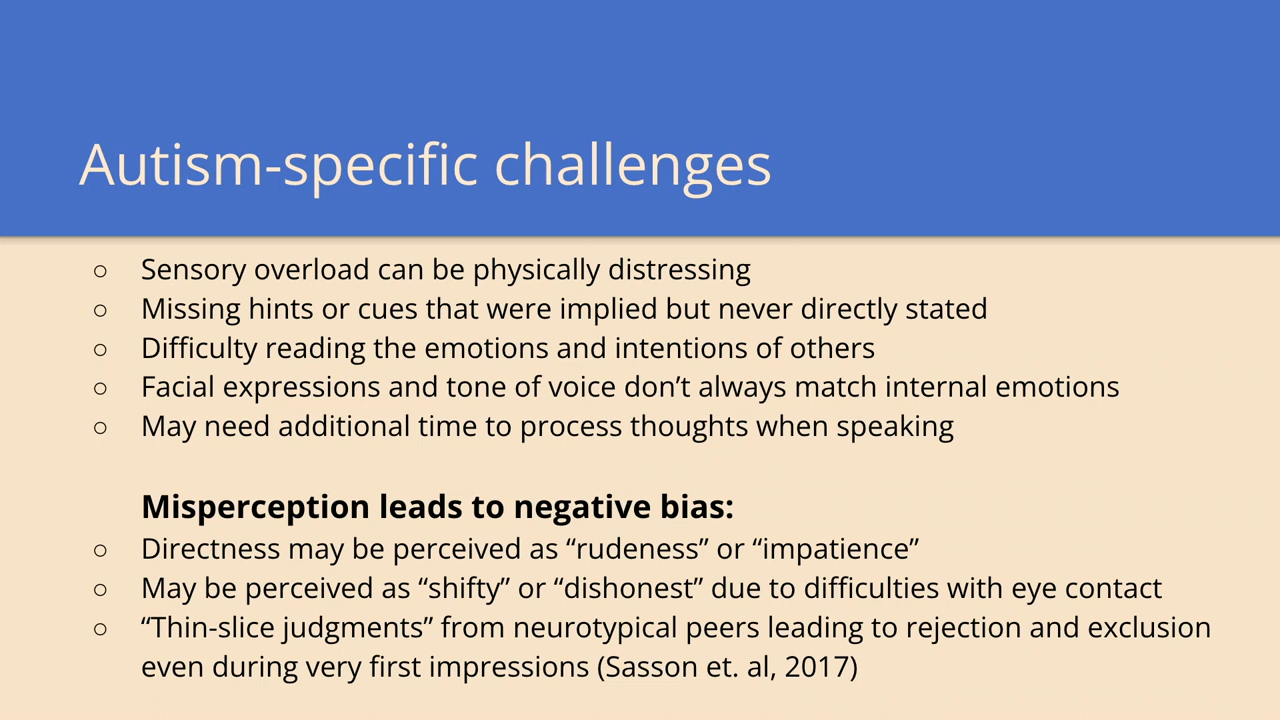 Autism-specific challenges
○ Sensory overload can be physically distressing
○ Missing hints or cues that were implied but never directly stated
○ Difficulty reading the emotions and intentions of others
○ Facial expressions and tone of voice don’t always match internal emotions
○ May need additional time to process thoughts when speaking
Misperception leads to negative bias:
○ Directness may be perceived as “rudeness” or “impatience”
○ May be perceived as “shifty” or “dishonest” due to difficulties with eye contact
○ “Thin-slice judgments” from neurotypical peers leading to rejection and exclusion
even during very first impressions (Sasson et. al, 2017)